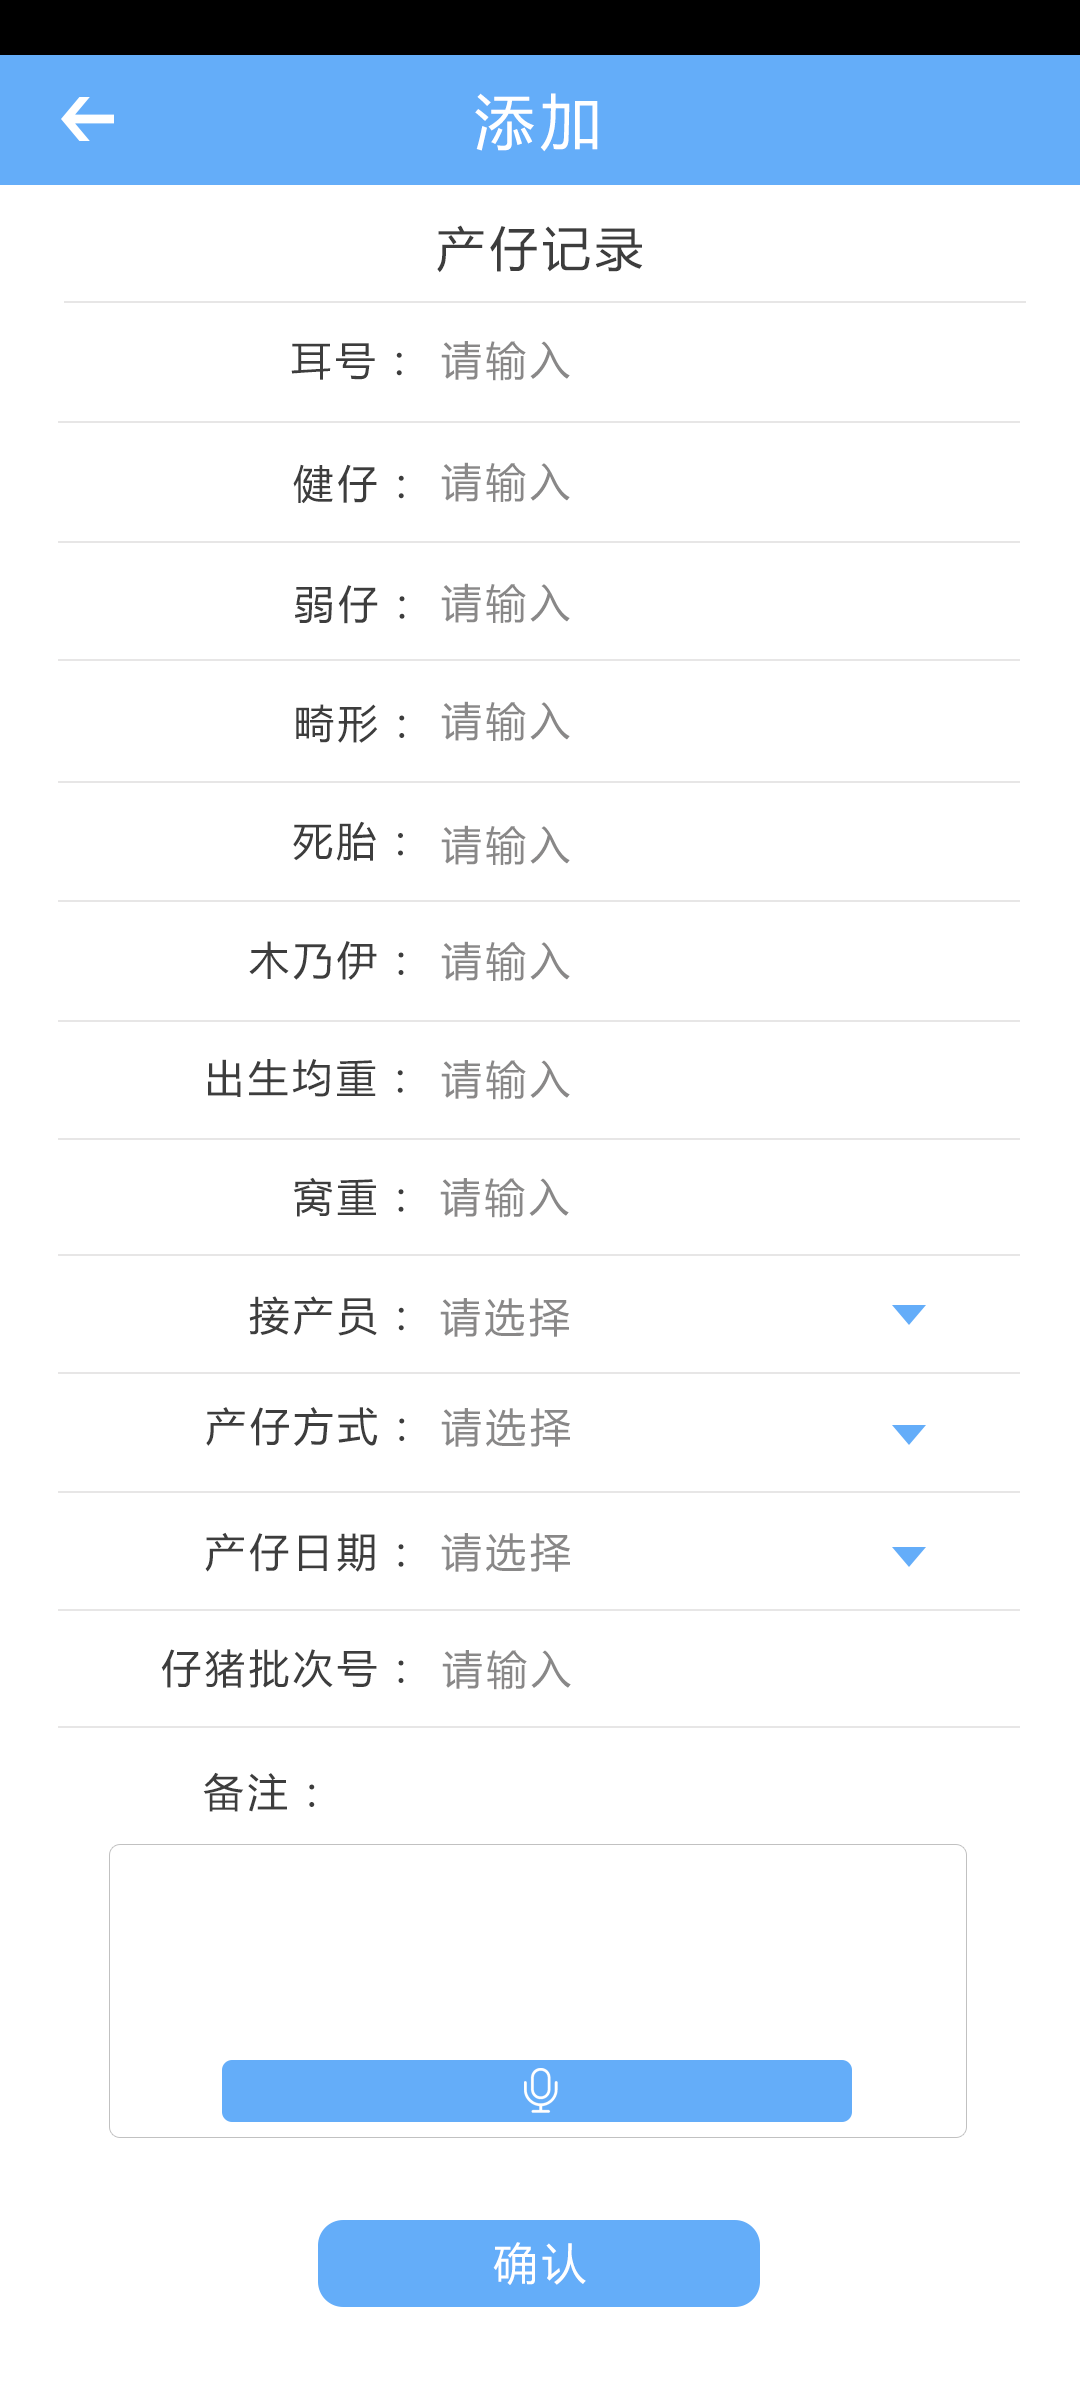 添加
产仔记录
耳号： 请输入
健仔： 请输入
弱仔： 请输入
畸形： 请输入
死胎： 请输入
木乃伊： 请输入
出生均重： 请输入
窝重： 请输入
接产员： 请选择
产仔方式： 请选择
产仔日期： 请选择
仔猪批次号： 请输入
备注：
确认